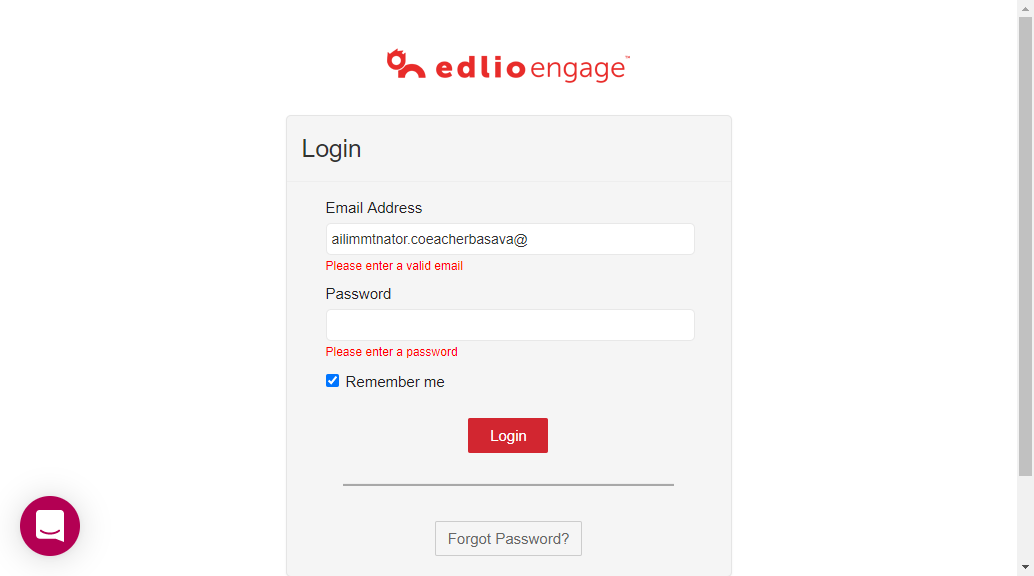 edlio engage™
Login
Email Address
ailimmtnator.coeacherbasava@
Please enter a valid email
Password
Please enter a password
Remember me
Login
Forgot Password?